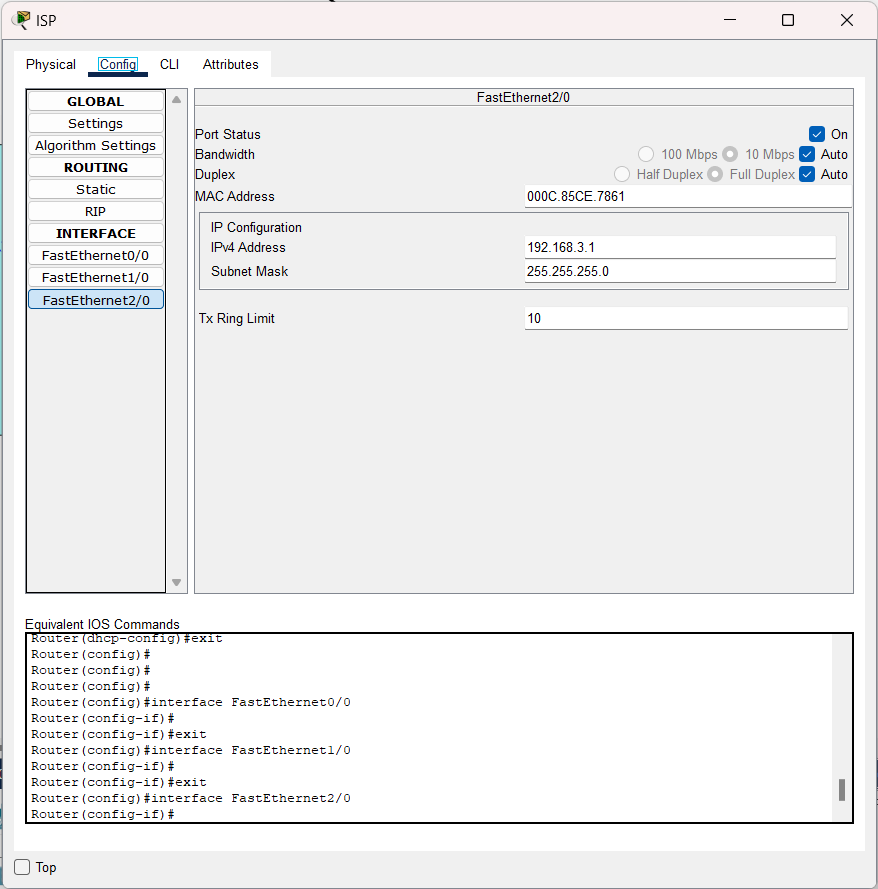 ISP
Physical Config CLI Attributes
GLOBAL
Settings
Algorithm Settings
ROUTING
Static
RIP
INTERFACE
FastEthernet0/0
FastEthernet1/0
FastEthernet2/0
FastEthernet2/0
Port Status On
Bandwidth 100 Mbps 10 Mbps Auto
Duplex Half Duplex Full Duplex Auto
MAC Address 000C.85CE.7861
IP Configuration
IPv4 Address 192.168.3.1
Subnet Mask 255.255.255.0
Tx Ring Limit 10
Equivalent IOS Commands
Router(dhcp-config)#exit
Router(config)#
Router(config)#
Router(config)#
Router(config)#interface FastEthernet0/0
Router(config-if)#
Router(config-if)#exit
Router(config)#interface FastEthernet1/0
Router(config-if)#
Router(config-if)#exit
Router(config)#interface FastEthernet2/0
Router(config-if)#
Top